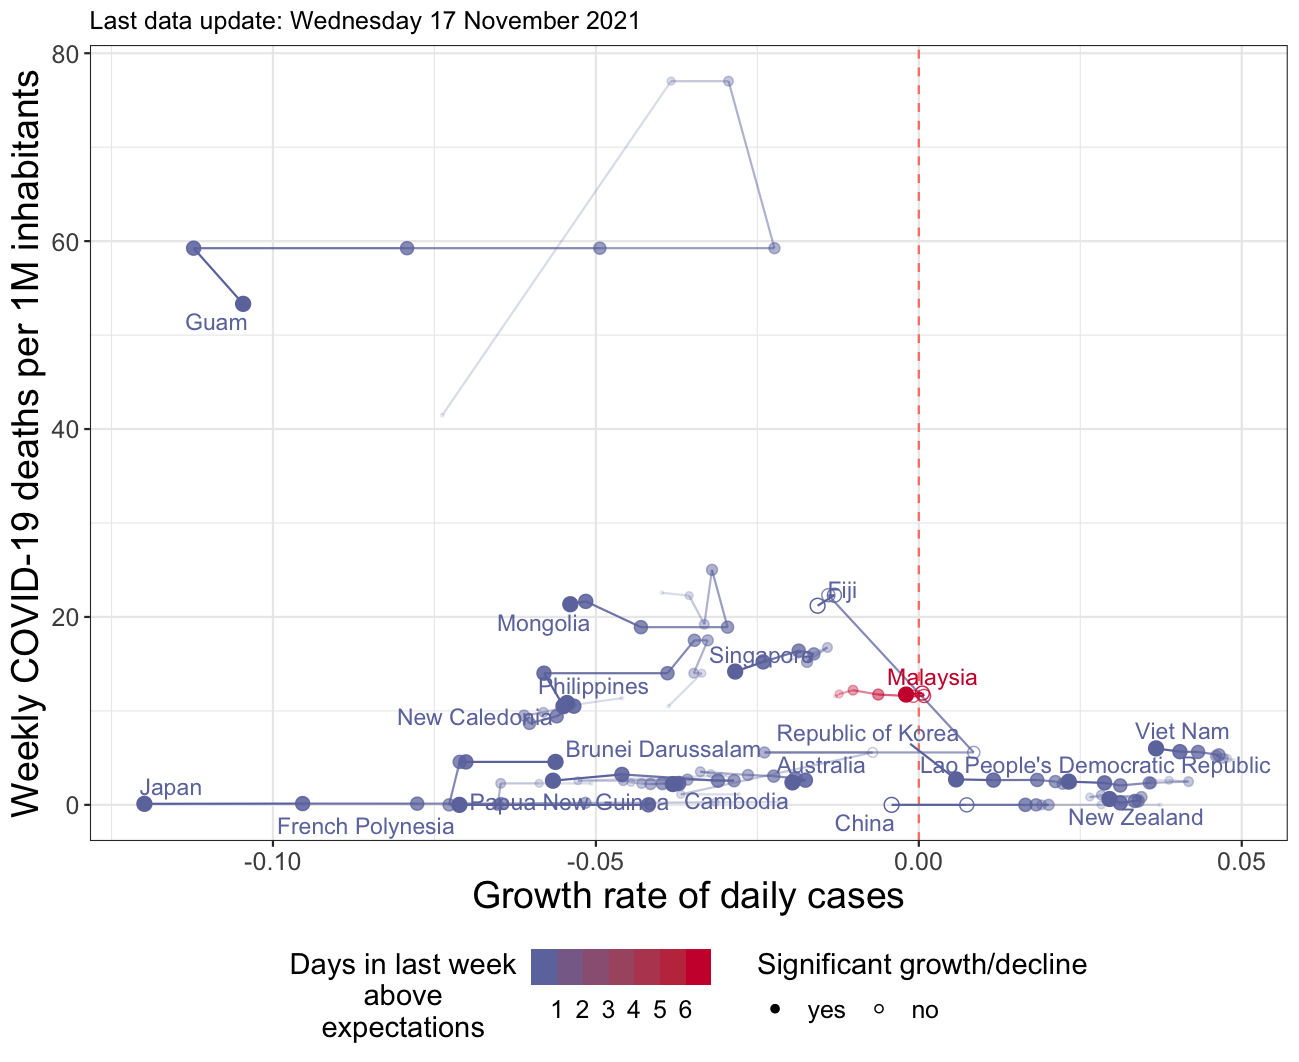 Last data update: Wednesday 17 November 2021
Weekly COVID-19 deaths per 1M inhabitants
80
60
40
20
0
Guam
Fiji
Mongolia
Singapore
Malaysia
Philippines
New Caledonia
Republic of Korea
Viet Nam
Brunei Darussalam
Australia
Lao People's Democratic Republic
Japan
Papua New Guinea
Cambodia
French Polynesia
China
New Zealand
-0.10
-0.05
0.00
0.05
Growth rate of daily cases
Days in last week
above
expectations
1 2 3 4 5 6
Significant growth/decline
yes
no